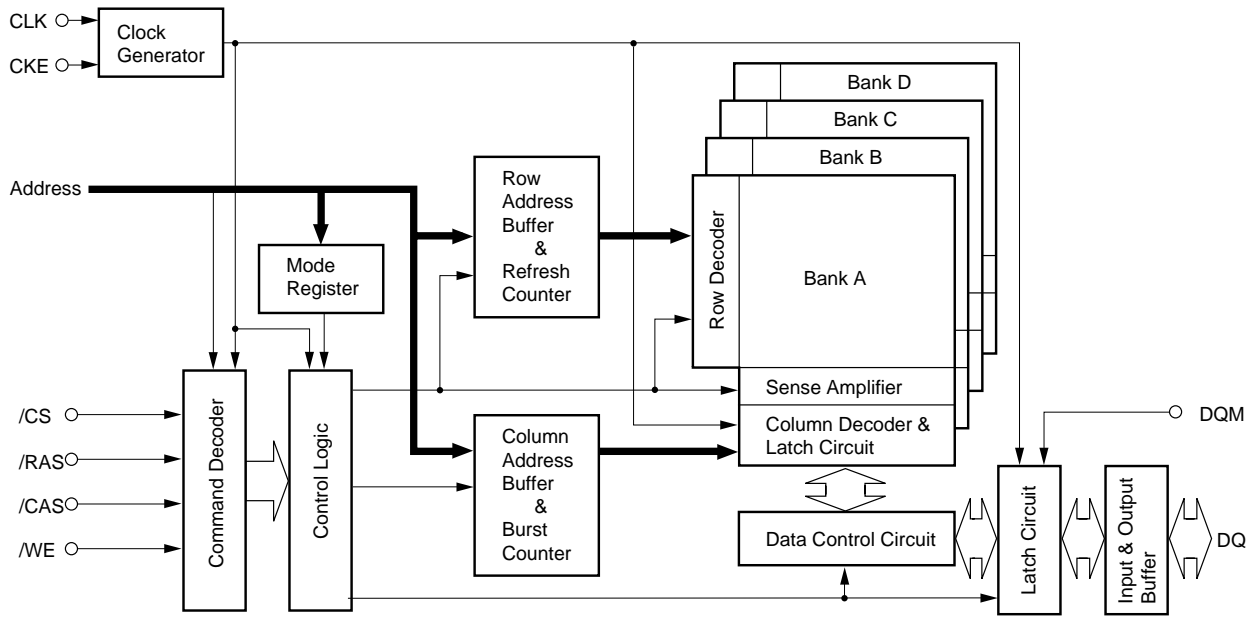 CLK
CKE
Clock
Generator
Bank D
Bank C
Bank B
Address
Row
Address
Buffer
&
Refresh
Counter
Row Decoder
Bank A
Mode
Register
Sense Amplifier
Column Decoder &
Latch Circuit
/CS
/RAS
/CAS
/WE
Command Decoder
Control Logic
Column
Address
Buffer
&
Burst
Counter
Data Control Circuit
DQM
Latch Circuit
Input & Output
Buffer
DQ